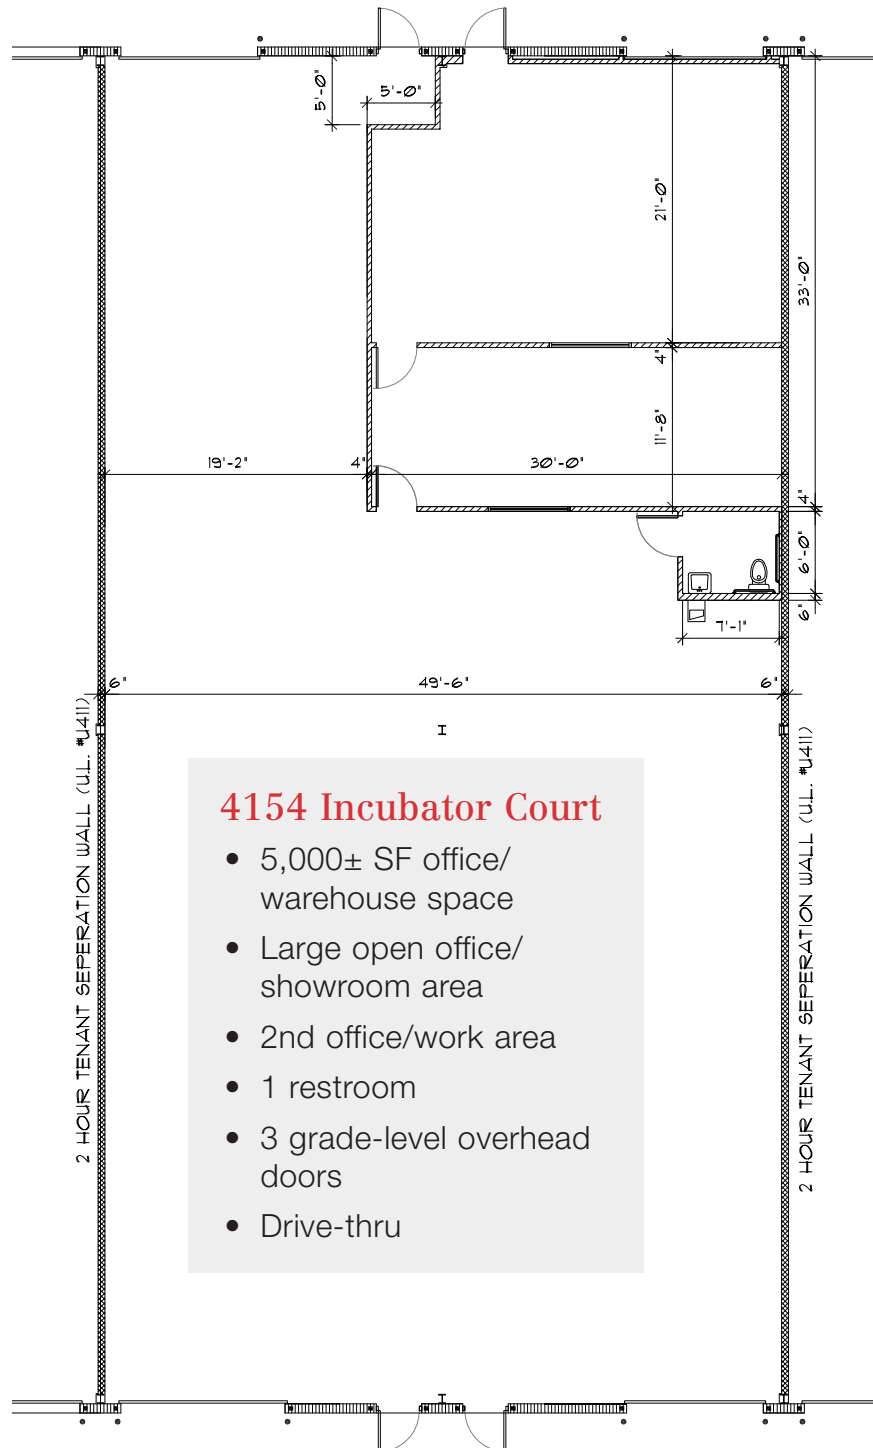 5'-0"
5'-0"
21'-0"
33'-0"
4"
11'-8"
19'-2"
4"
30'-0"
4"
6'-0"
6"
7'-1"
6"
49'-6"
6"
2 HOUR TENANT SEPERATION WALL (U.L. #U411)
2 HOUR TENANT SEPERATION WALL (U.L. #U411)
4154 Incubator Court
• 5,000± SF office/
warehouse space
• Large open office/
showroom area
• 2nd office/work area
• 1 restroom
• 3 grade-level overhead
doors
• Drive-thru